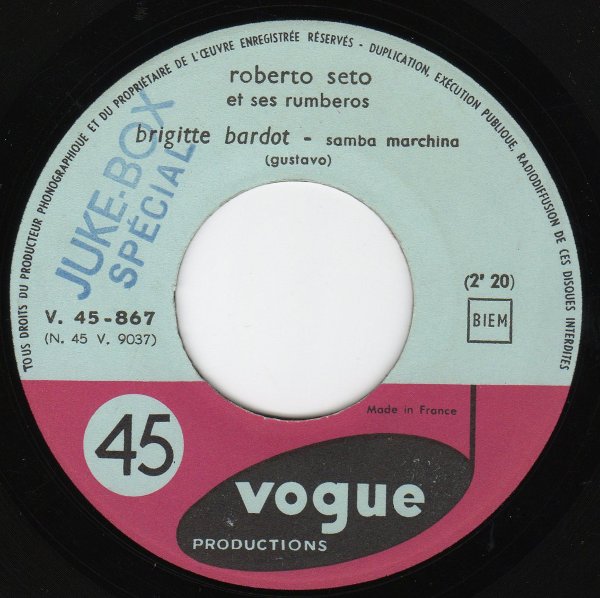 TOUS DROITS DU PRODUCTEUR PHONOGRAPHIQUE ET DU PROPRIÉTAIRE DE L'ŒUVRE ENREGISTRÉE RÉSERVÉS - DUPLICATION, EXÉCUTION PUBLIQUE, RADIODIFFUSION DE CES DISQUES INTERDITES
roberto seto
et ses rumberos
brigitte bardot - samba marchina
(gustavo)
JUKE-BOX
SPÉCIAL
V. 45-867
(N. 45 V. 9037)
(2' 20)
BIEM
Made in France
45
vogue
PRODUCTIONS